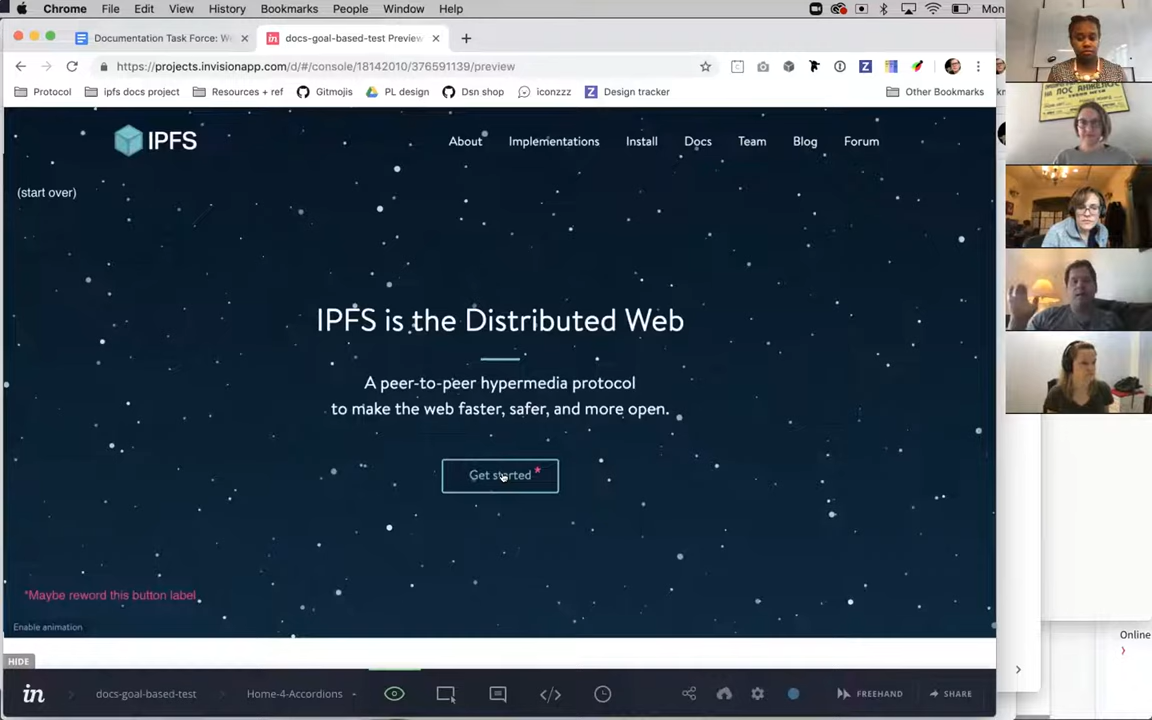 Chrome File Edit View History Bookmarks People Window Help
Mon
Documentation Task Force: W
docs-goal-based-test Preview
https://projects.invisionapp.com/d/#/console/18142010/376591139/preview
Protocol ipfs docs project Resources + ref Gitmojis PL design Dsn shop iconzzz Design tracker Other Bookmarks
IPFS
About Implementations Install Docs Team Blog Forum
(start over)
IPFS is the Distributed Web
A peer-to-peer hypermedia protocol
to make the web faster, safer, and more open.
Get started *
*Maybe reword this button label
Enable animation
HIDE
in docs-goal-based-test Home-4-Accordions FREEHAND SHARE
Online